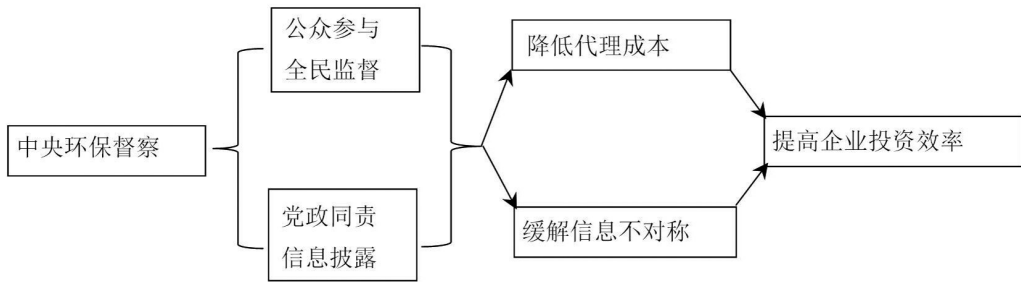 中央环保督察
公众参与
全民监督
党政同责
信息披露
降低代理成本
缓解信息不对称
提高企业投资效率